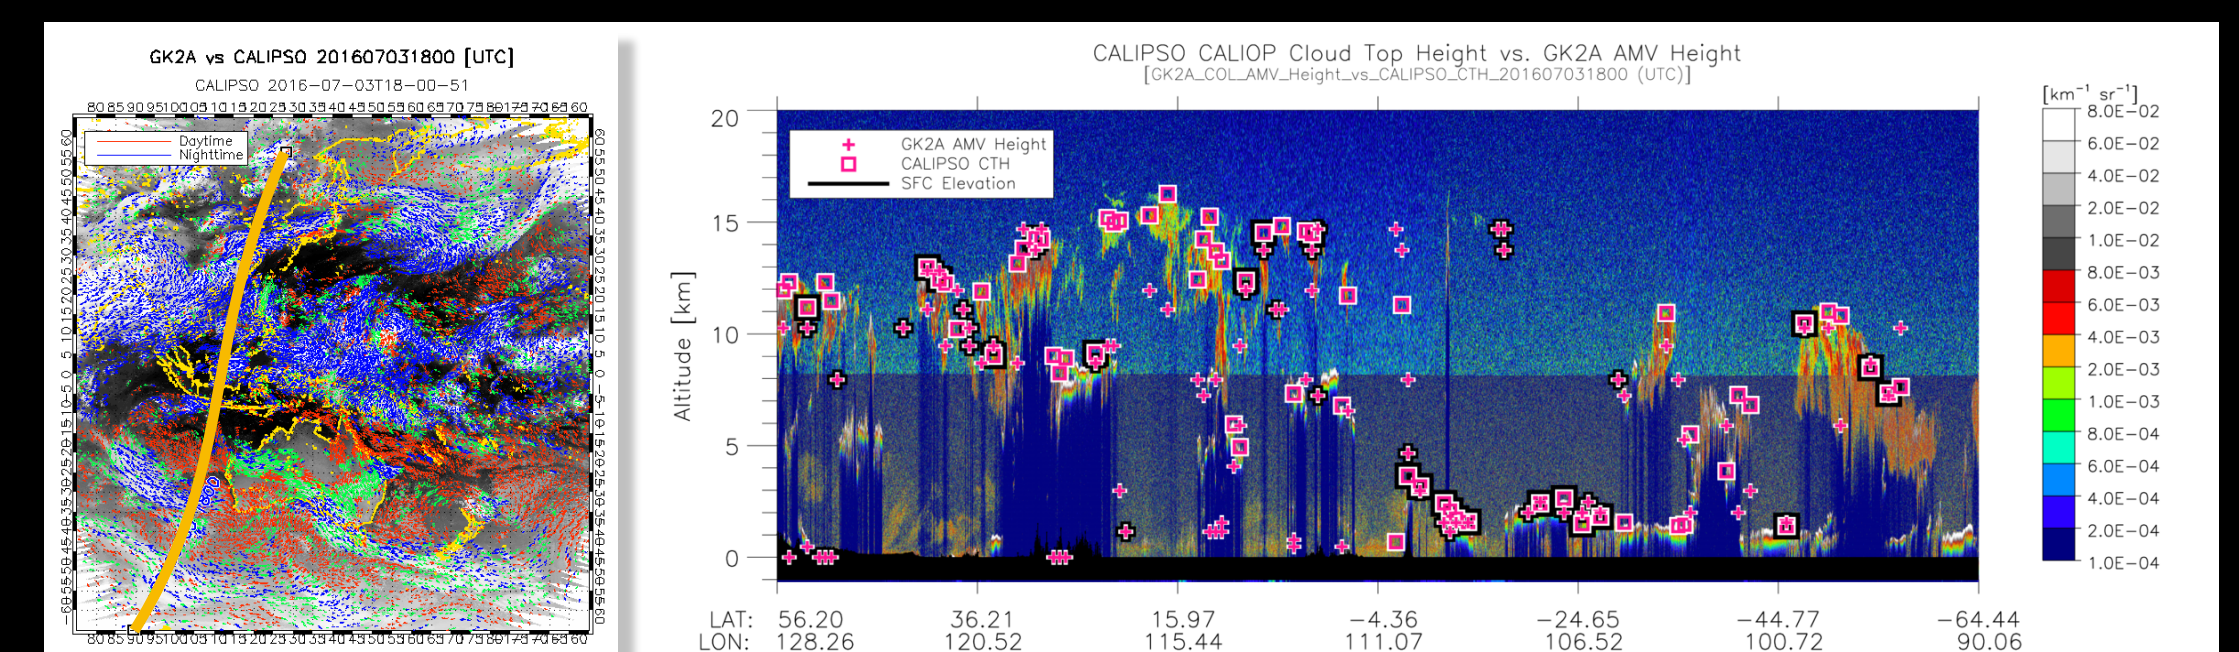 GK2A vs CALIPSO 201607031800 [UTC]
CALIPSO 2016-07-03T18-00-51
Daytime
Nighttime
CALIPSO CALIOP Cloud Top Height vs. GK2A AMV Height
[GK2A_COL_AMV_Height_vs_CALIPSO_CTH_201607031800 (UTC)]
GK2A AMV Height
CALIPSO CTH
SFC Elevation
Altitude [km]
20
15
10
5
0
LAT: 56.20 36.21 15.97 -4.36 -24.65 -44.77 -64.44
LON: 128.26 120.52 115.44 111.07 106.52 100.72 90.06
[km⁻¹ sr⁻¹]
8.0E-02
6.0E-02
4.0E-02
2.0E-02
1.0E-02
8.0E-03
6.0E-03
4.0E-03
2.0E-03
1.0E-03
8.0E-04
6.0E-04
4.0E-04
2.0E-04
1.0E-04